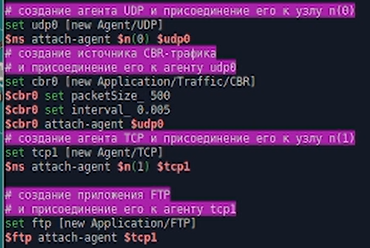 # создание агента UDP и присоединение его к узлу n(0)
set udp0 [new Agent/UDP]
$ns attach-agent $n(0) $udp0
# создание источника CBR-трафика
# и присоединение его к агенту udp0
set cbr0 [new Application/Traffic/CBR]
$cbr0 set packetSize_ 500
$cbr0 set interval_ 0.005
$cbr0 attach-agent $udp0
# создание агента TCP и присоединение его к узлу n(1)
set tcp1 [new Agent/TCP]
$ns attach-agent $n(1) $tcp1
# создание приложения FTP
# и присоединение его к агенту tcp1
set ftp [new Application/FTP]
$ftp attach-agent $tcp1